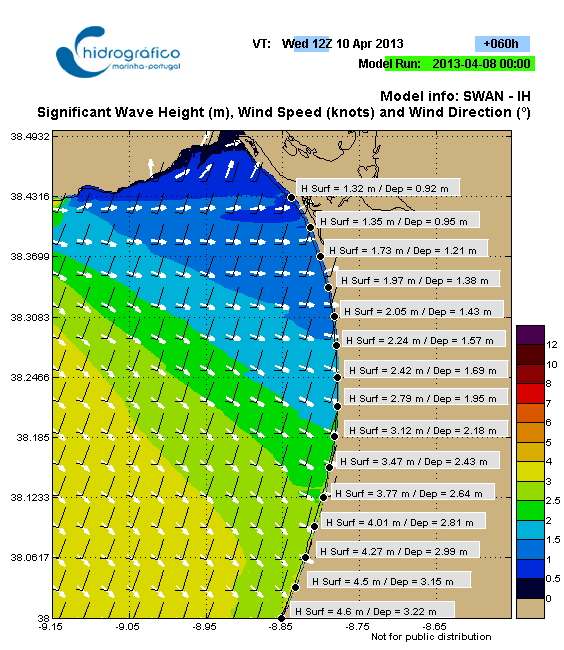 hidrográfico
marinha-portugal
VT: Wed 12Z 10 Apr 2013 +060h
Model Run: 2013-04-08 00:00
Model info: SWAN - IH
Significant Wave Height (m), Wind Speed (knots) and Wind Direction (°)
38.4932
38.4316
38.3699
38.3083
38.2466
38.185
38.1233
38.0617
38
H Surf = 1.32 m / Dep = 0.92 m
H Surf = 1.35 m / Dep = 0.95 m
H Surf = 1.73 m / Dep = 1.21 m
H Surf = 1.97 m / Dep = 1.38 m
H Surf = 2.05 m / Dep = 1.43 m
H Surf = 2.24 m / Dep = 1.57 m
H Surf = 2.42 m / Dep = 1.69 m
H Surf = 2.79 m / Dep = 1.95 m
H Surf = 3.12 m / Dep = 2.18 m
H Surf = 3.47 m / Dep = 2.43 m
H Surf = 3.77 m / Dep = 2.64 m
H Surf = 4.01 m / Dep = 2.81 m
H Surf = 4.27 m / Dep = 2.99 m
H Surf = 4.5 m / Dep = 3.15 m
H Surf = 4.6 m / Dep = 3.22 m
12
10
8
7
6
5
4
3
2.5
2
1.5
1
0.5
0
-9.15 -9.05 -8.95 -8.85 -8.75 -8.65
Not for public distribution